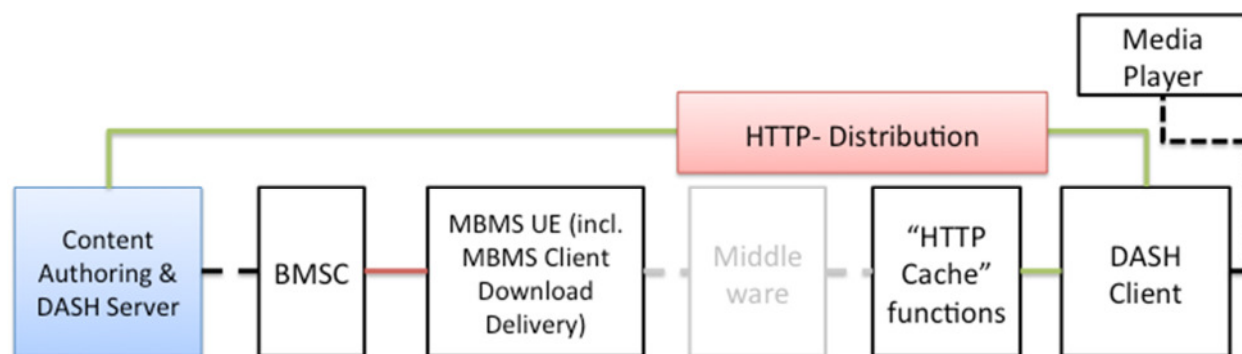 Media
Player
HTTP- Distribution
Content
Authoring &
DASH Server
BMSC
MBMS UE (incl.
MBMS Client
Download
Delivery)
Middle
ware
“HTTP
Cache”
functions
DASH
Client